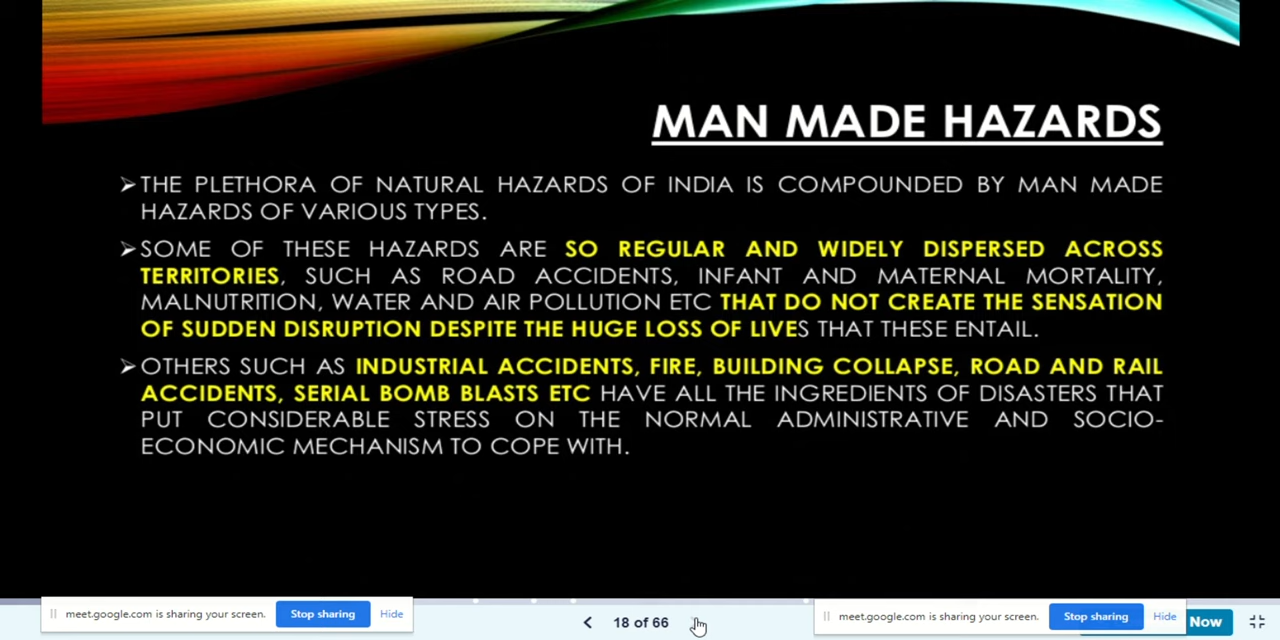 MAN MADE HAZARDS
➢THE PLETHORA OF NATURAL HAZARDS OF INDIA IS COMPOUNDED BY MAN MADE
HAZARDS OF VARIOUS TYPES.
➢SOME OF THESE HAZARDS ARE SO REGULAR AND WIDELY DISPERSED ACROSS
TERRITORIES, SUCH AS ROAD ACCIDENTS, INFANT AND MATERNAL MORTALITY,
MALNUTRITION, WATER AND AIR POLLUTION ETC THAT DO NOT CREATE THE SENSATION
OF SUDDEN DISRUPTION DESPITE THE HUGE LOSS OF LIVES THAT THESE ENTAIL.
➢OTHERS SUCH AS INDUSTRIAL ACCIDENTS, FIRE, BUILDING COLLAPSE, ROAD AND RAIL
ACCIDENTS, SERIAL BOMB BLASTS ETC HAVE ALL THE INGREDIENTS OF DISASTERS THAT
PUT CONSIDERABLE STRESS ON THE NORMAL ADMINISTRATIVE AND SOCIO-
ECONOMIC MECHANISM TO COPE WITH.
meet.google.com is sharing your screen. Stop sharing Hide
18 of 66
meet.google.com is sharing your screen. Stop sharing Hide
Now